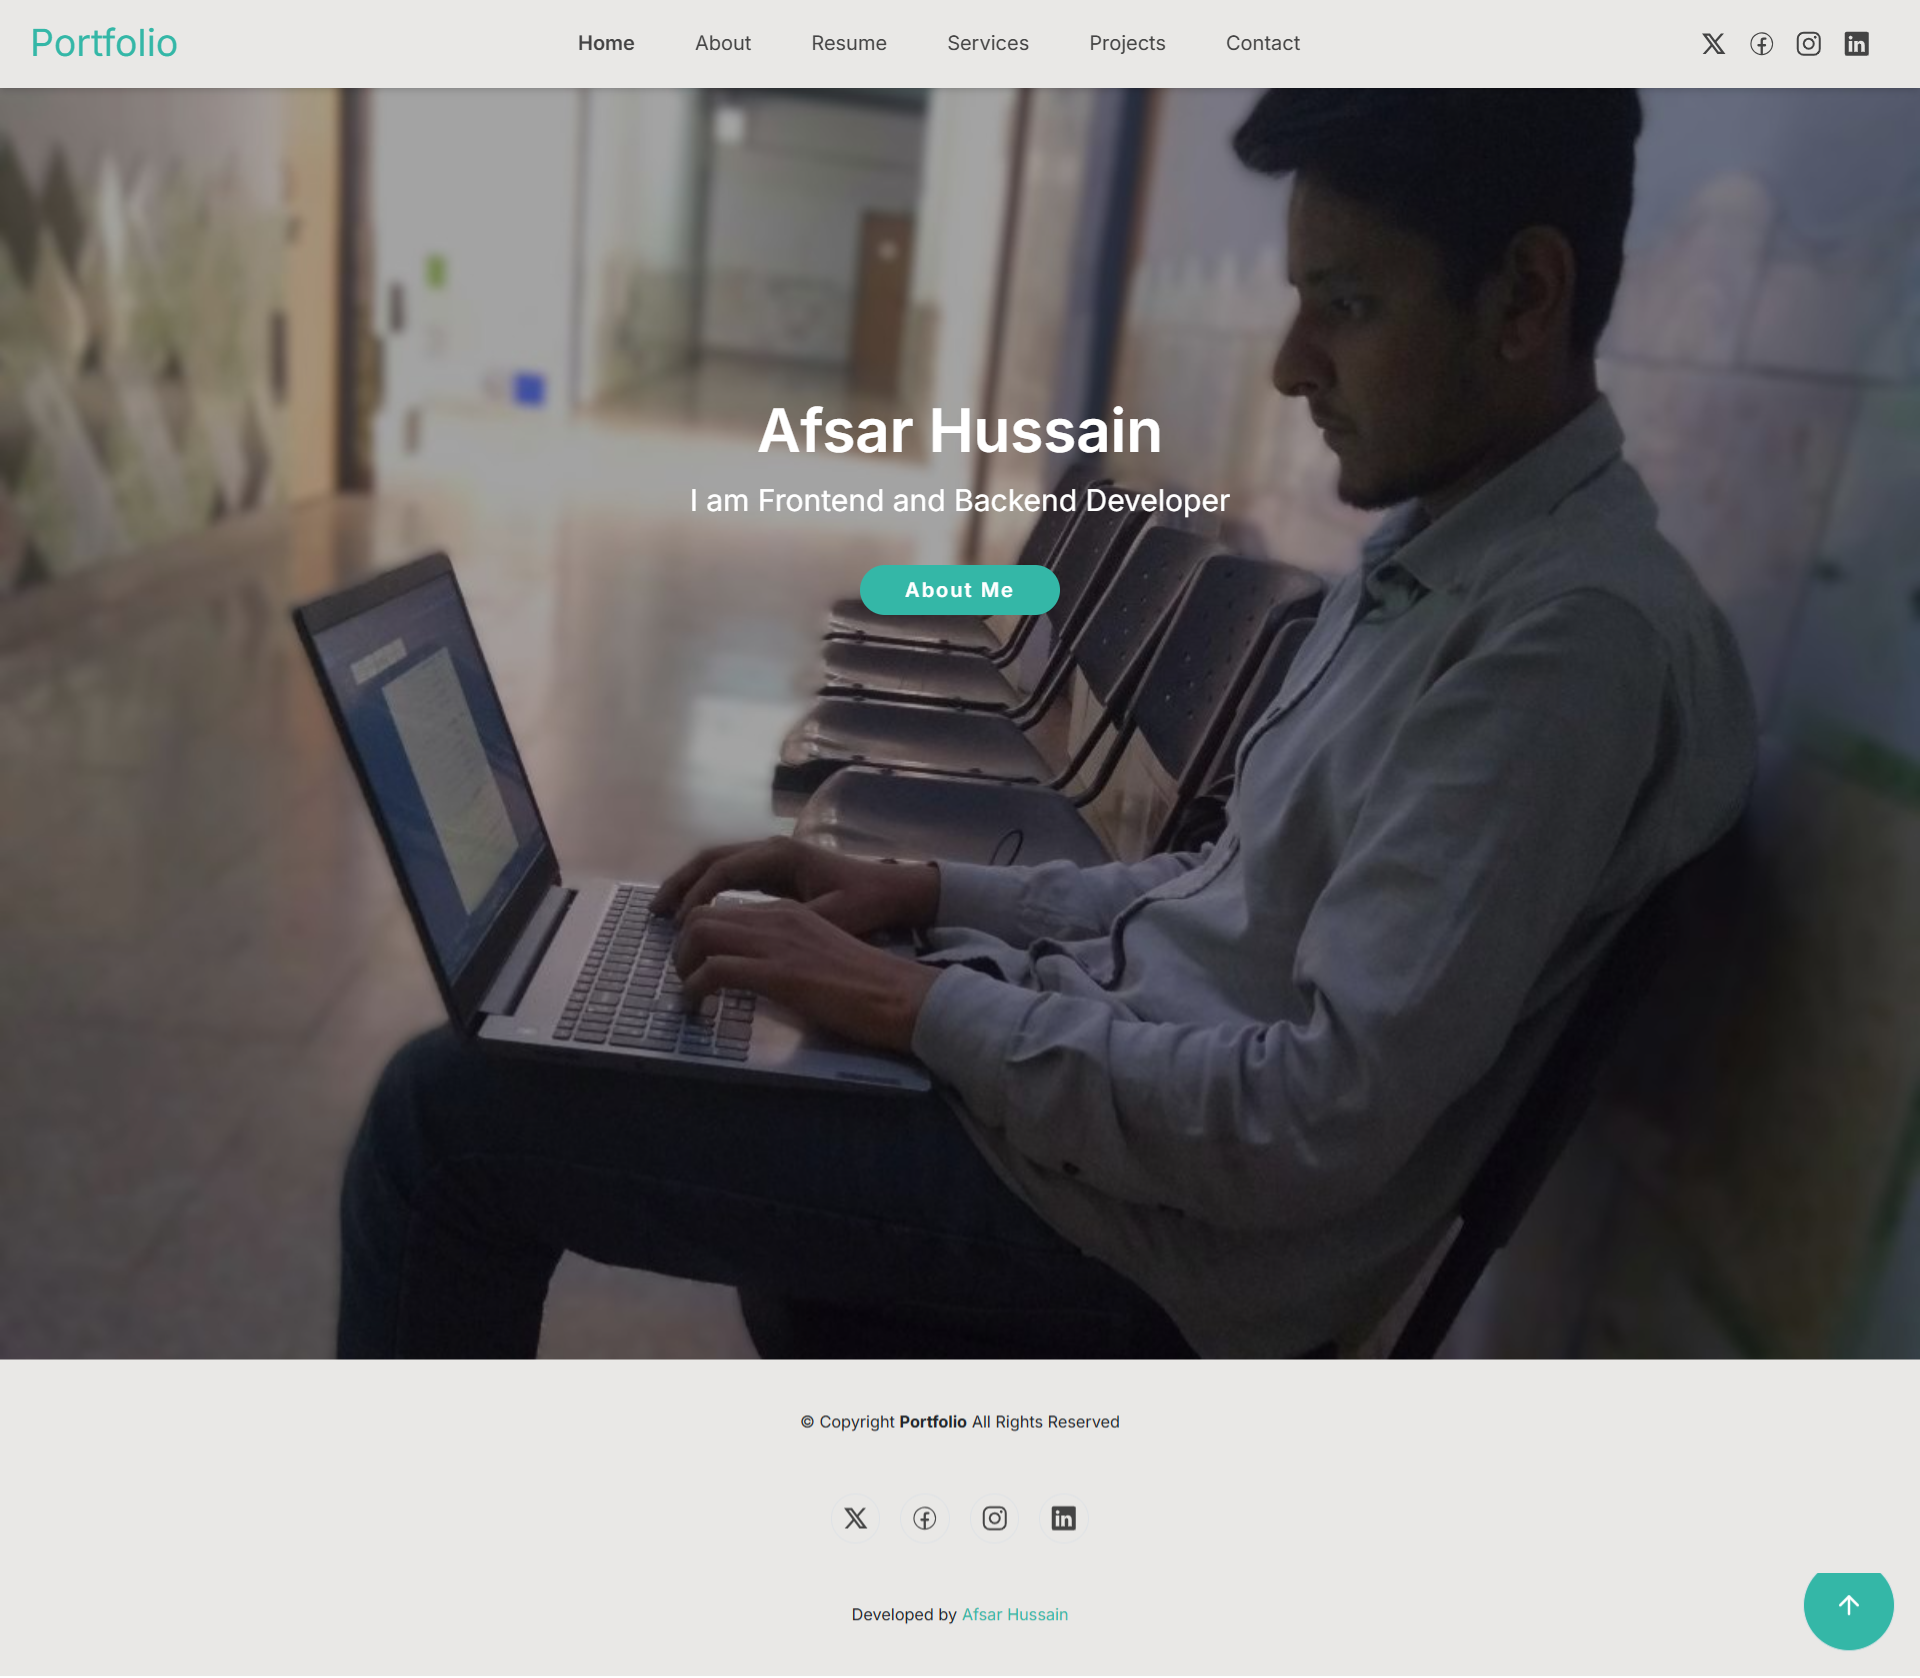 Portfolio
Home About Resume Services Projects Contact
Afsar Hussain
I am Frontend and Backend Developer
About Me
© Copyright Portfolio All Rights Reserved
Developed by Afsar Hussain